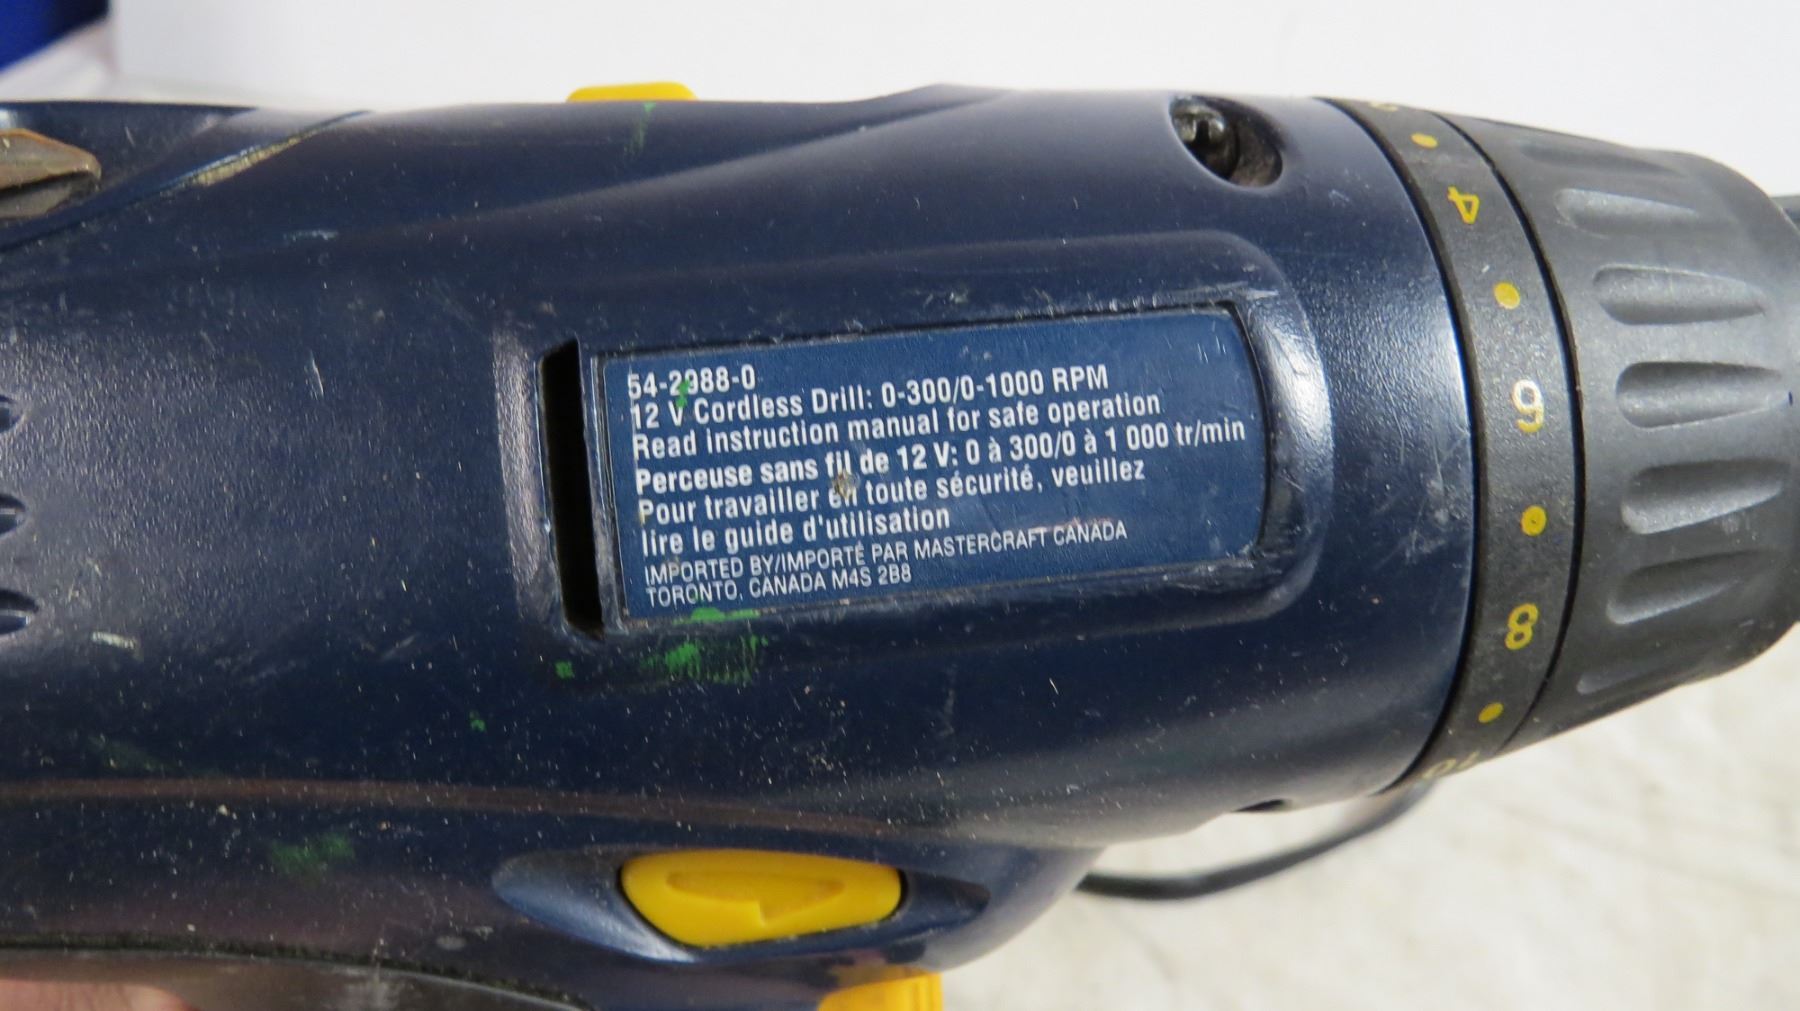 54-2988-0
12 V Cordless Drill: 0-300/0-1000 RPM
Read instruction manual for safe operation
Perceuse sans fil de 12 V: 0 à 300/0 à 1 000 tr/min
Pour travailler en toute sécurité, veuillez
lire le guide d'utilisation
IMPORTED BY/IMPORTÉ PAR MASTERCRAFT CANADA
TORONTO, CANADA M4S 2B8
4
6
8
10